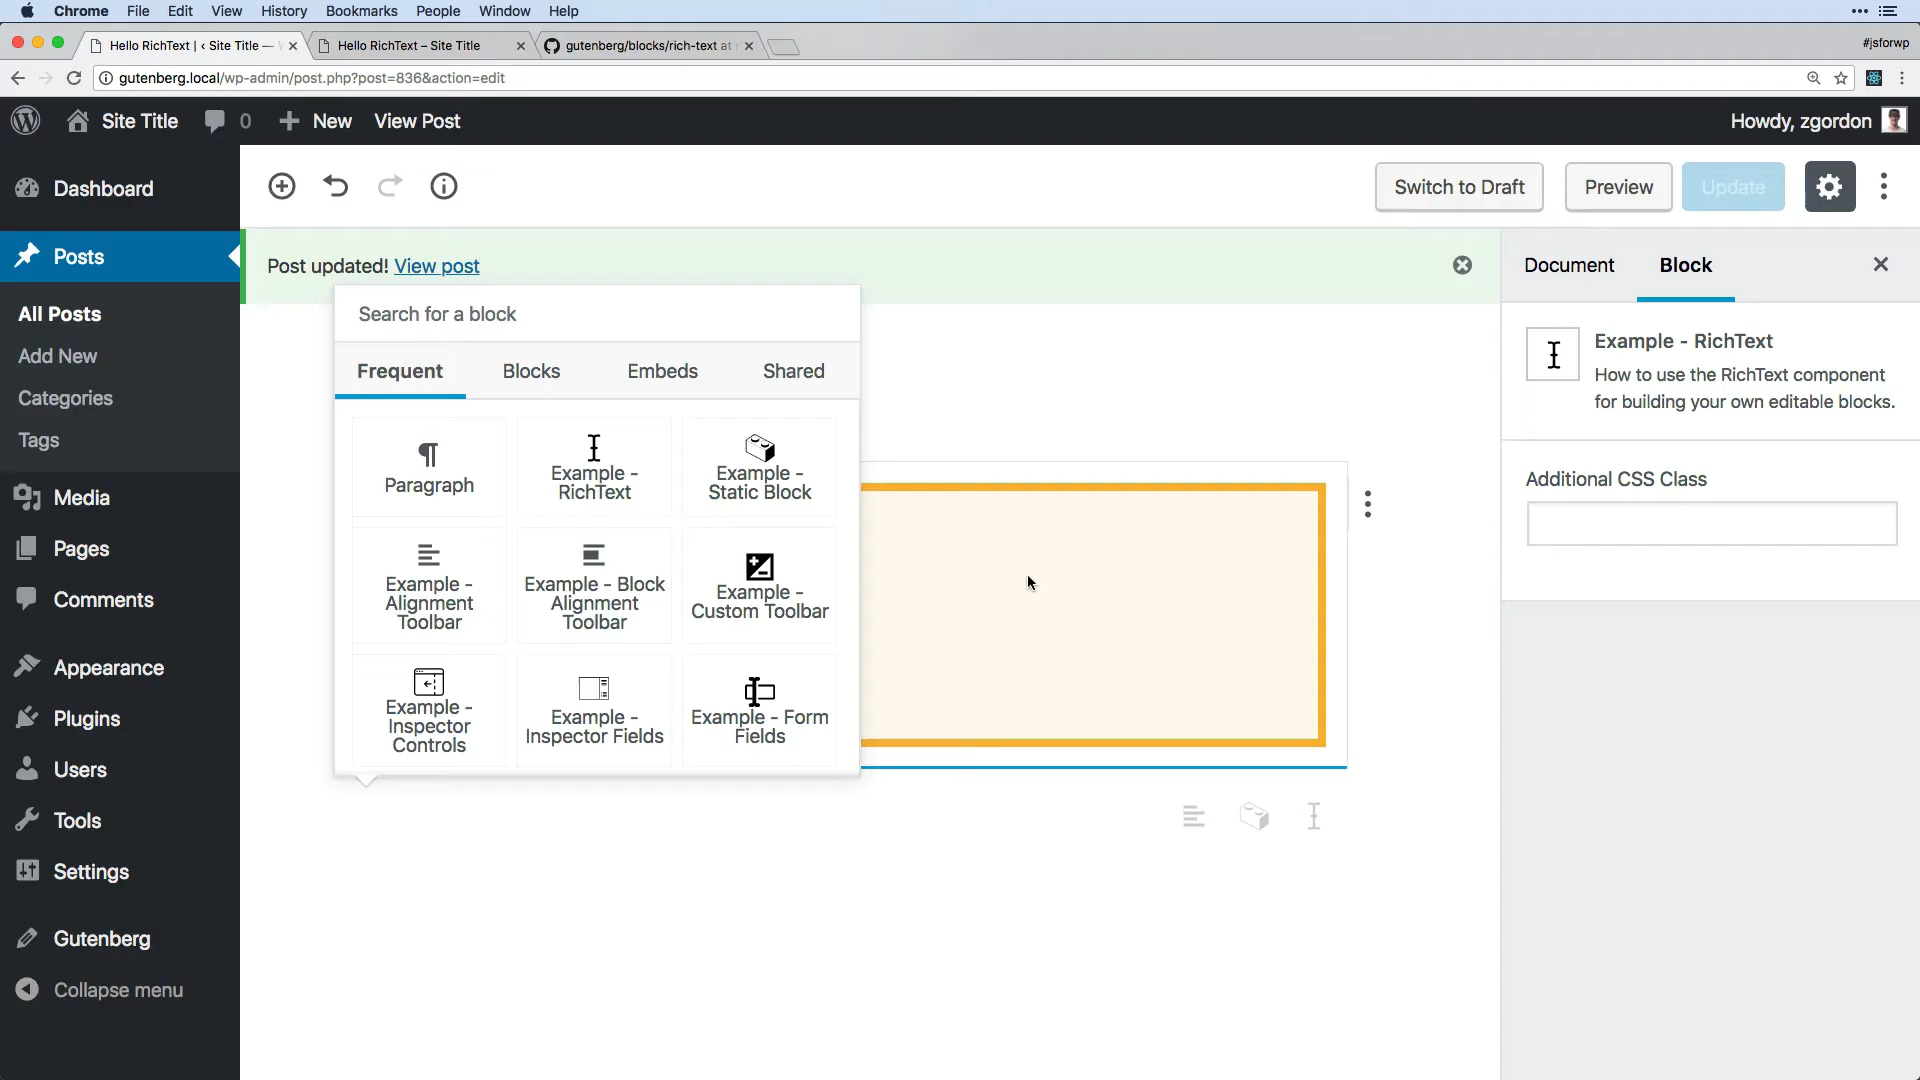 Chrome File Edit View History Bookmarks People Window Help
Hello RichText | ‹ Site Title —
Hello RichText – Site Title
gutenberg/blocks/rich-text at
#jsforwp
gutenberg.local/wp-admin/post.php?post=836&action=edit
Site Title
0
New
View Post
Howdy, zgordon
Dashboard
Posts
All Posts
Add New
Categories
Tags
Media
Pages
Comments
Appearance
Plugins
Users
Tools
Settings
Gutenberg
Collapse menu
Switch to Draft
Preview
Update
Post updated! View post
Search for a block
Frequent
Blocks
Embeds
Shared
Paragraph
Example -
RichText
Example -
Static Block
Example -
Alignment
Toolbar
Example - Block
Alignment
Toolbar
Example -
Custom Toolbar
Example -
Inspector
Controls
Example -
Inspector Fields
Example - Form
Fields
Document
Block
Example - RichText
How to use the RichText component
for building your own editable blocks.
Additional CSS Class